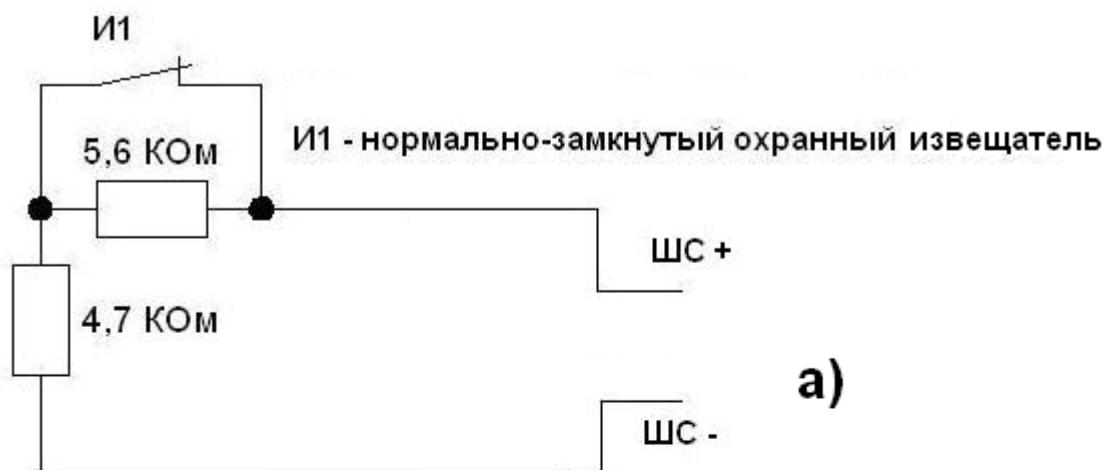 И1
5,6 КОм
И1 - нормально-замкнутый охранный извещатель
ШС +
4,7 КОм
а)
ШС -